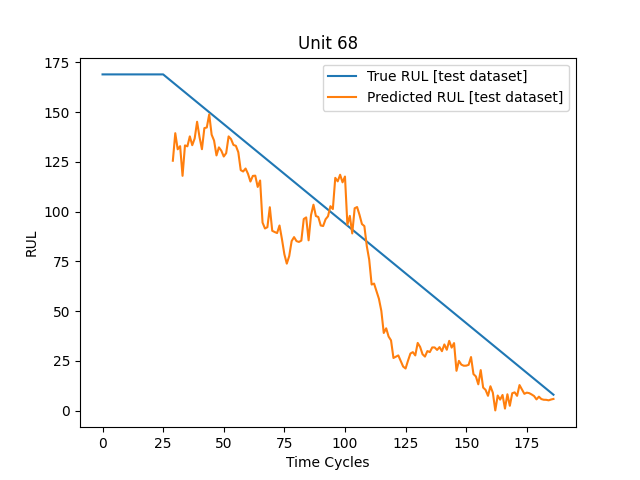 Unit 68
True RUL [test dataset]
Predicted RUL [test dataset]
175
150
125
100
75
50
25
0
RUL
0 25 50 75 100 125 150 175
Time Cycles